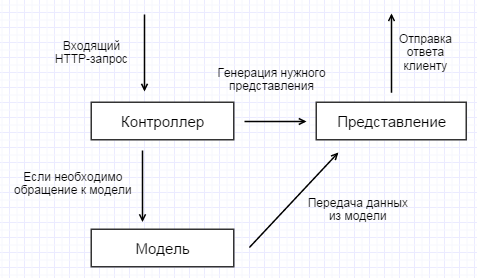 Входящий
HTTP-запрос
Отправка
ответа
клиенту
Генерация нужного
представления
Контроллер
Представление
Если необходимо
обращение к модели
Передача данных
из модели
Модель